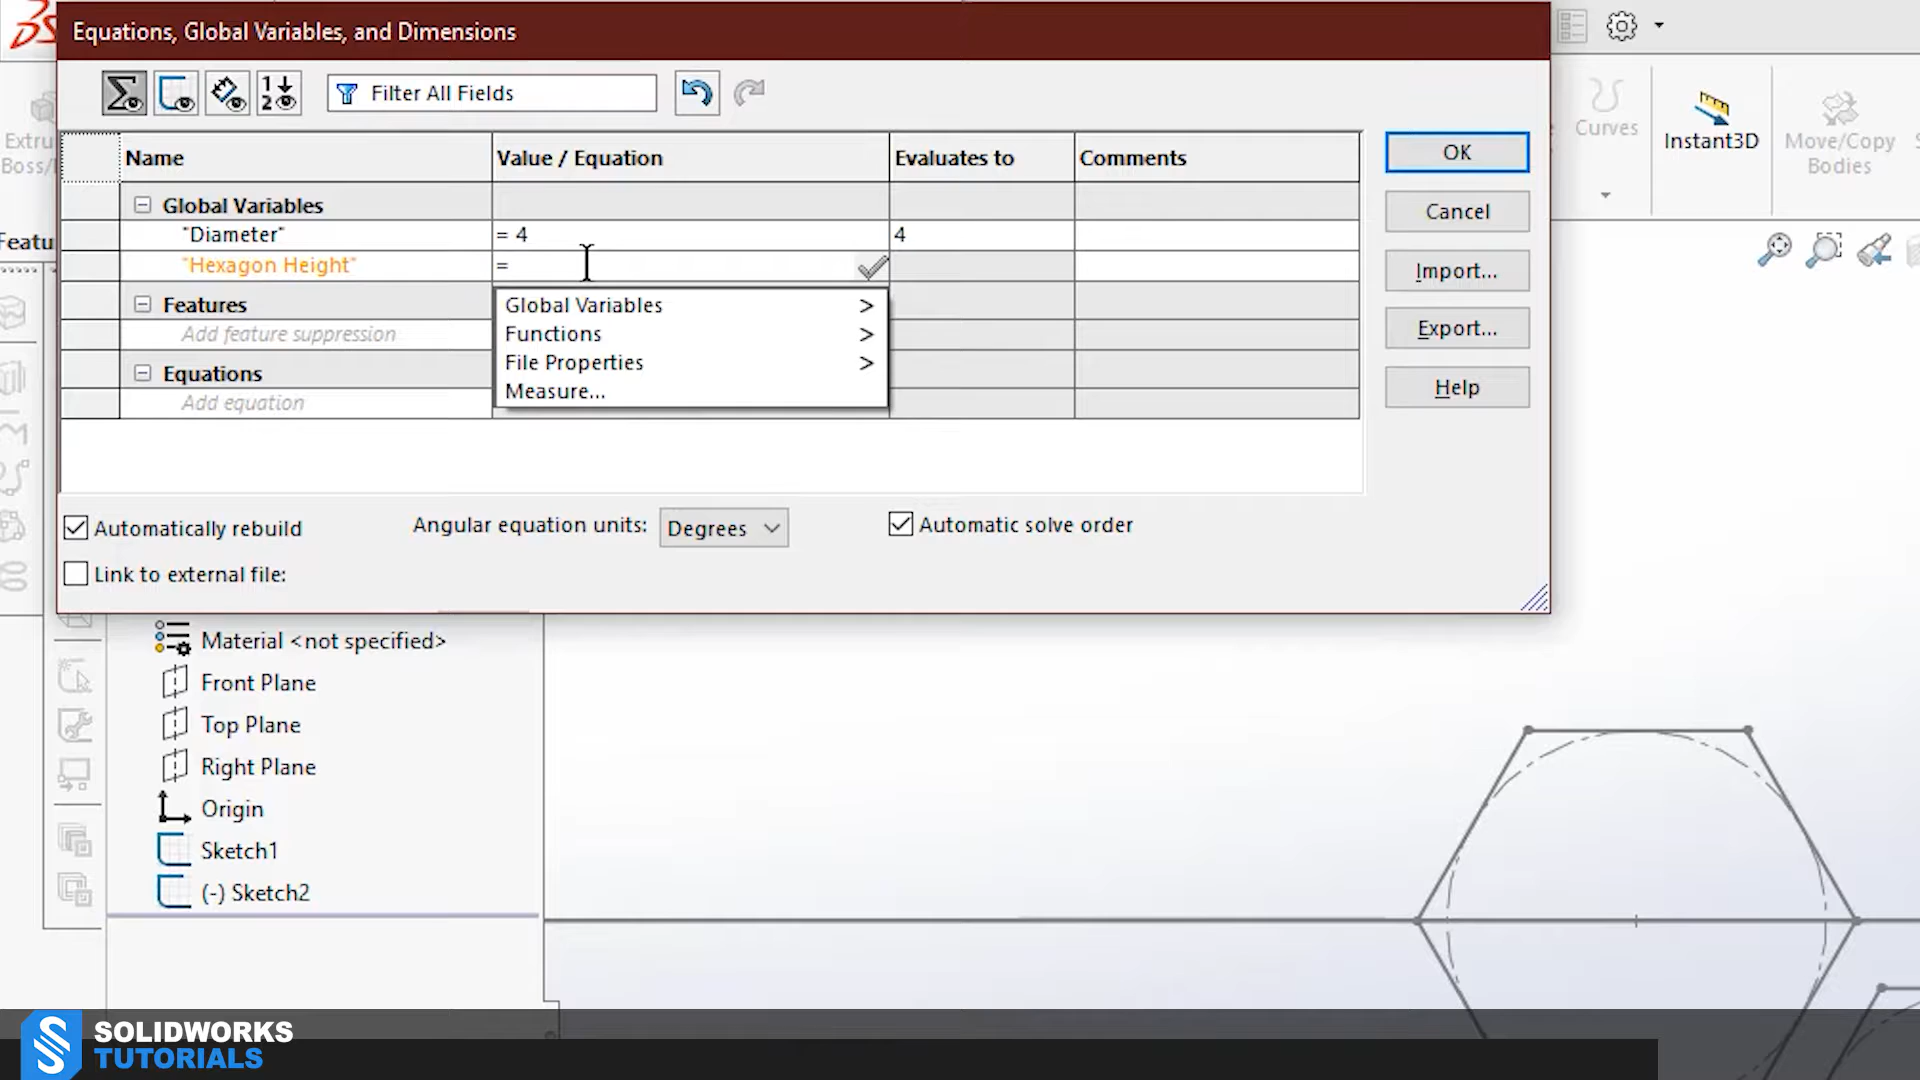 Equations, Global Variables, and Dimensions
Filter All Fields
Name Value / Equation Evaluates to Comments
Global Variables
"Diameter" = 4 4
"Hexagon Height" =
Features
Add feature suppression
Equations
Add equation
Global Variables >
Functions >
File Properties >
Measure...
OK
Cancel
Import...
Export...
Help
Automatically rebuild
Angular equation units: Degrees
Automatic solve order
Link to external file:
Extru
Boss/
Featu
Curves
Instant3D
Move/Copy
Bodies
Material <not specified>
Front Plane
Top Plane
Right Plane
Origin
Sketch1
(-) Sketch2
SOLIDWORKS
TUTORIALS